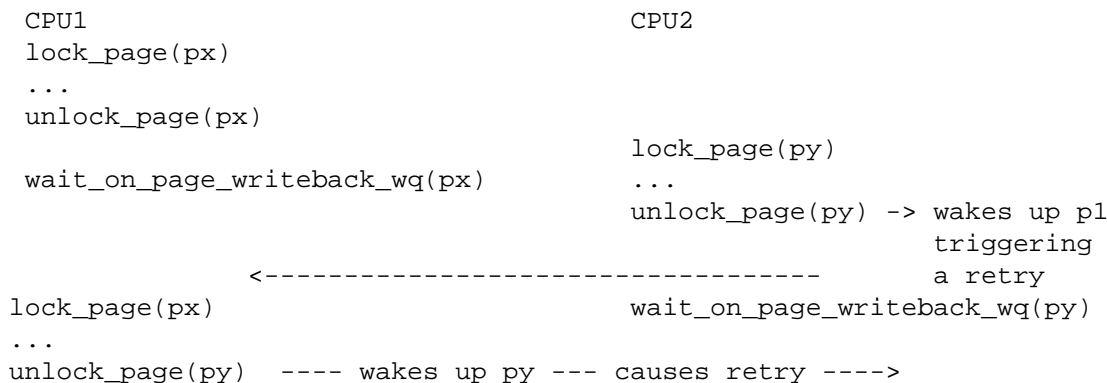 CPU1                                    CPU2
lock_page(px)
...
unlock_page(px)
                                        lock_page(py)
wait_on_page_writeback_wq(px)           ...
                                        unlock_page(py) -> wakes up p1
                                                           triggering
               <-----------------------------------        a retry
lock_page(px)                           wait_on_page_writeback_wq(py)
...
unlock_page(py)  ---- wakes up py --- causes retry ---->